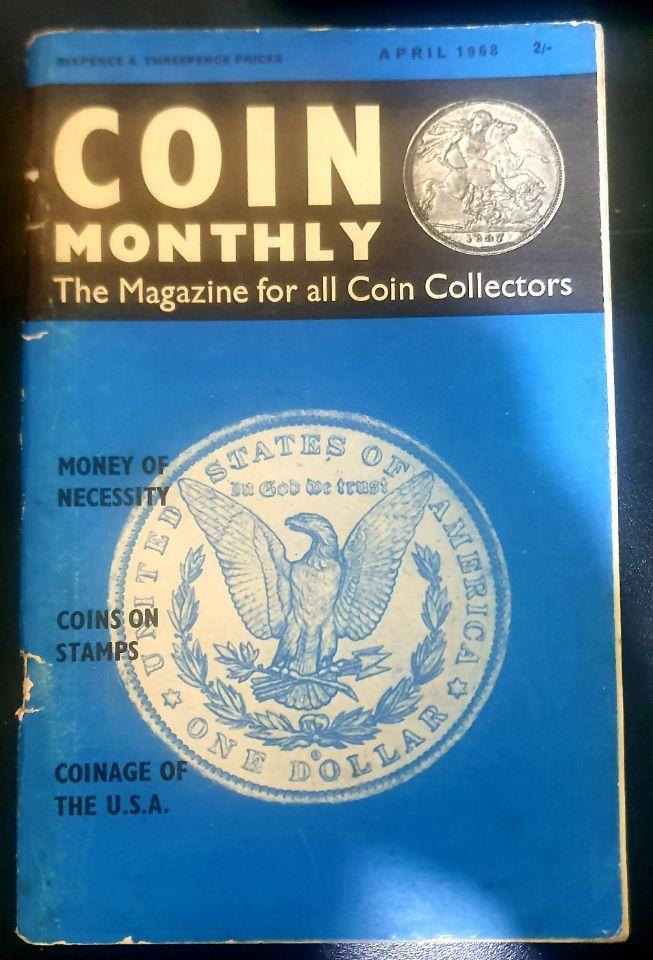 SIXPENCE & THREEPENCE PRICES
APRIL 1968
2/-
COIN
MONTHLY
The Magazine for all Coin Collectors
MONEY OF
NECESSITY
COINS ON
STAMPS
COINAGE OF
THE U.S.A.
UNITED STATES OF AMERICA
In God we trust
ONE DOLLAR